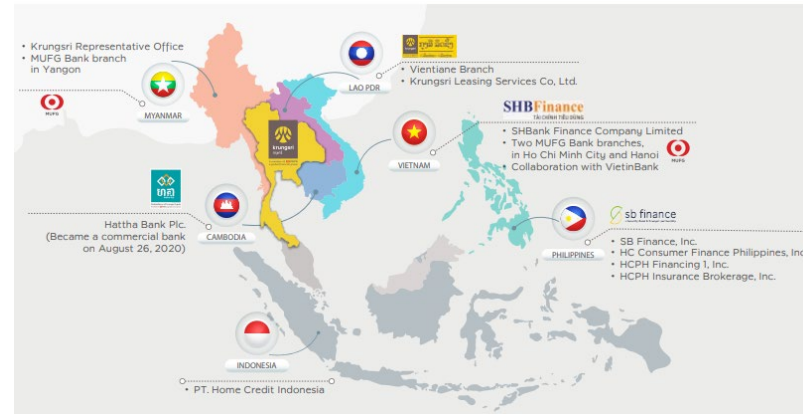 • Krungsri Representative Office
• MUFG Bank branch
in Yangon
MUFG
MYANMAR
LAO PDR
• Vientiane Branch
• Krungsri Leasing Services Co, Ltd.
SHBFinance
TÀI CHÍNH TIÊU DÙNG
• SHBank Finance Company Limited
• Two MUFG Bank branches,
in Ho Chi Minh City and Hanoi
• Collaboration with VietinBank
MUFG
VIETNAM
krungsri
Hattha Bank Plc.
(Became a commercial bank
on August 26, 2020)
CAMBODIA
sb finance
PHILIPPINES
• SB Finance, Inc.
• HC Consumer Finance Philippines, Inc
• HCPH Financing 1, Inc.
• HCPH Insurance Brokerage, Inc.
INDONESIA
• PT. Home Credit Indonesia